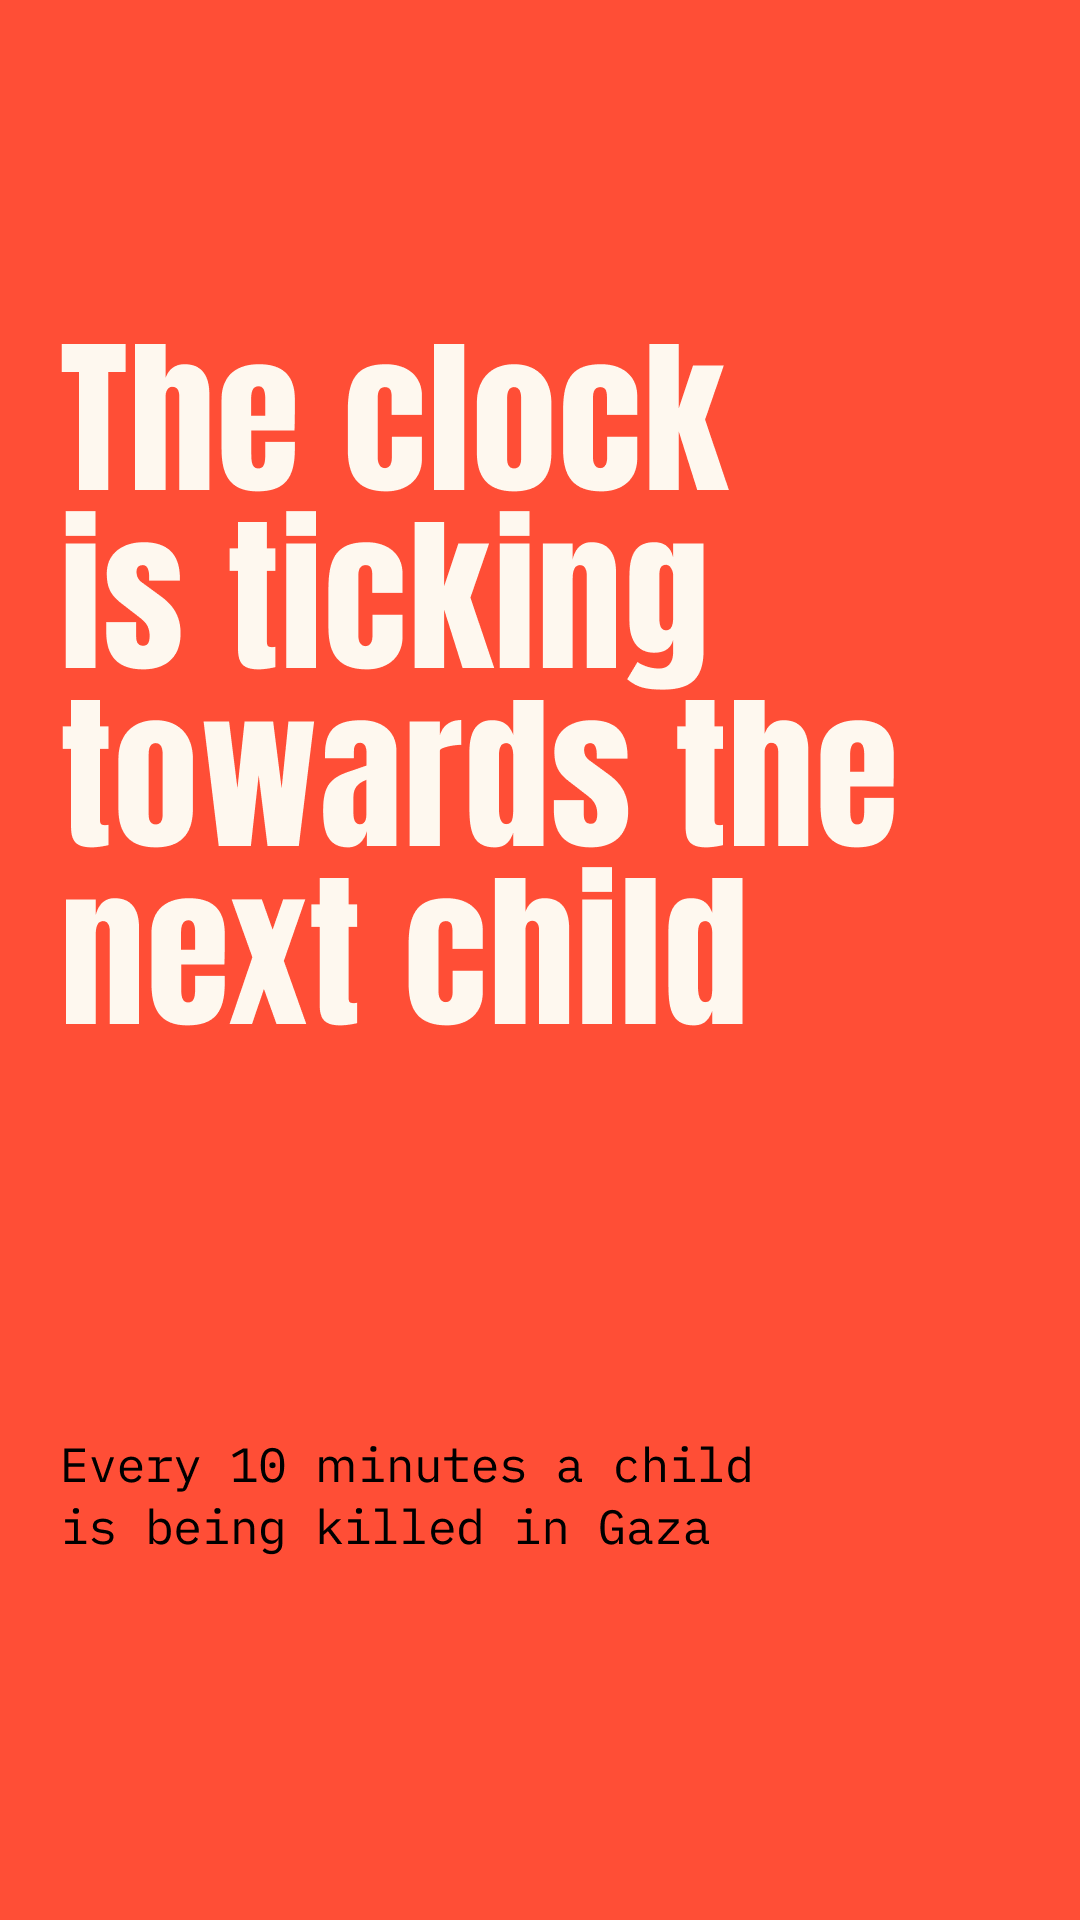 The clock
is ticking
towards the
next child
Every 10 minutes a child
is being killed in Gaza